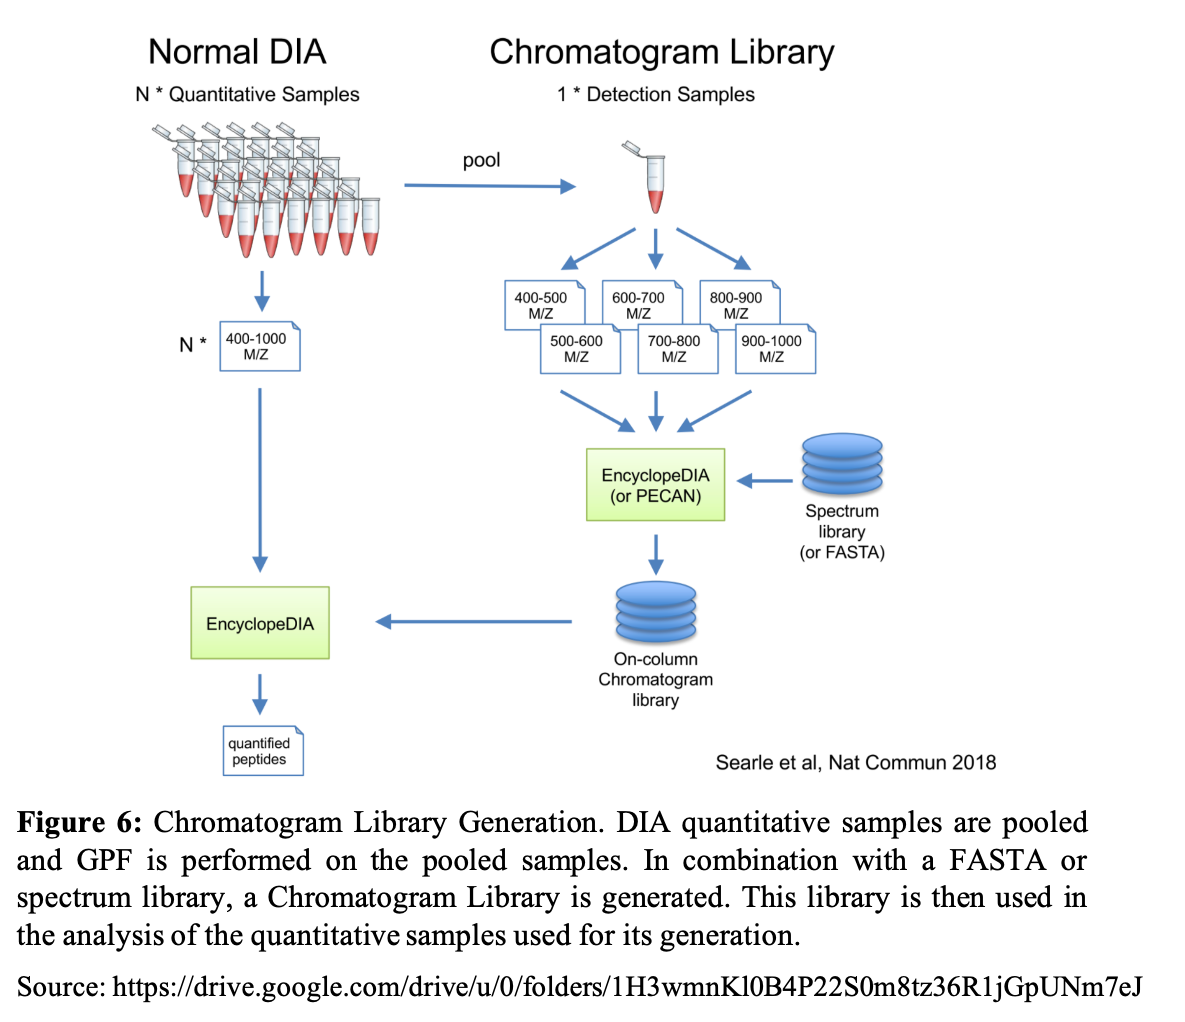 Normal DIA
N * Quantitative Samples
Chromatogram Library
1 * Detection Samples
pool
N *
400-1000
M/Z
400-500
M/Z
600-700
M/Z
800-900
M/Z
500-600
M/Z
700-800
M/Z
900-1000
M/Z
EncyclopeDIA
(or PECAN)
Spectrum
library
(or FASTA)
EncyclopeDIA
On-column
Chromatogram
library
quantified
peptides
Searle et al, Nat Commun 2018
Figure 6: Chromatogram Library Generation. DIA quantitative samples are pooled
and GPF is performed on the pooled samples. In combination with a FASTA or
spectrum library, a Chromatogram Library is generated. This library is then used in
the analysis of the quantitative samples used for its generation.
Source: https://drive.google.com/drive/u/0/folders/1H3wmnKl0B4P22S0m8tz36R1jGpUNm7eJ